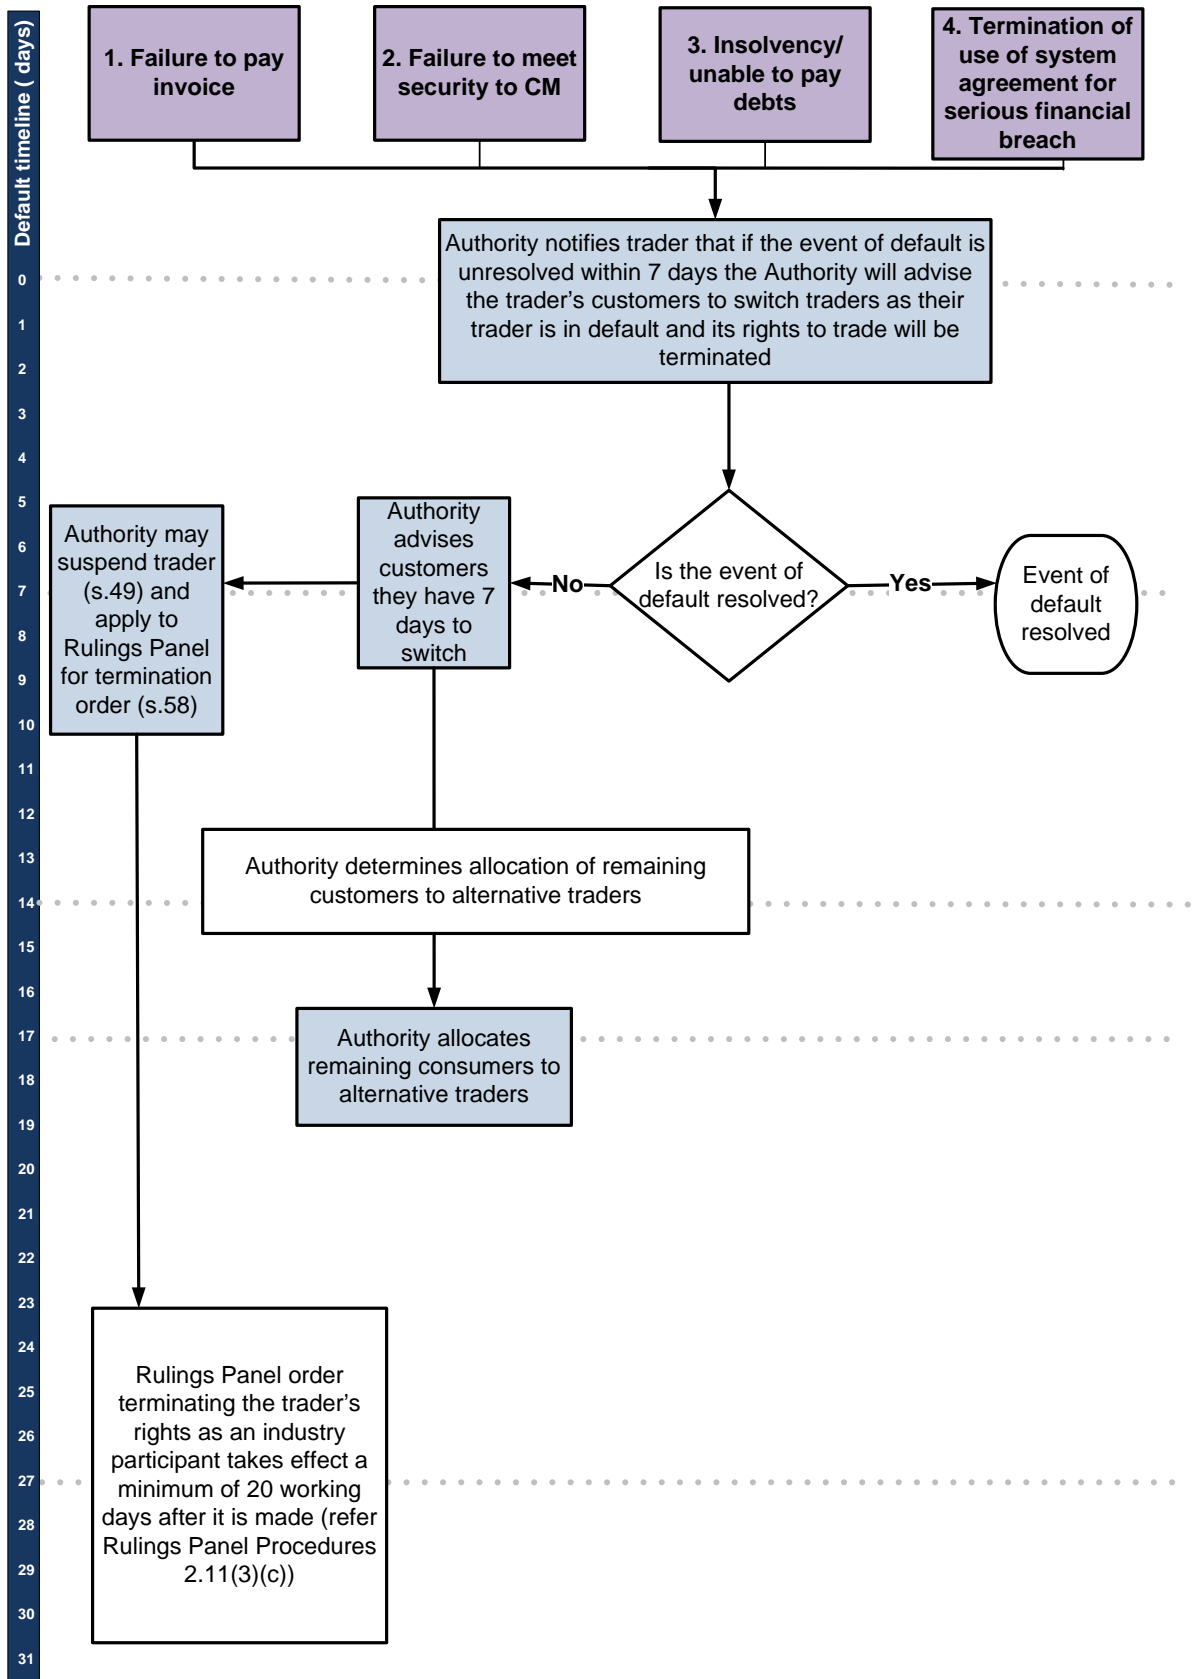 Default timeline ( days)
1. Failure to pay
invoice
2. Failure to meet
security to CM
3. Insolvency/
unable to pay
debts
4. Termination of
use of system
agreement for
serious financial
breach
Authority notifies trader that if the event of default is
unresolved within 7 days the Authority will advise
the trader’s customers to switch traders as their
trader is in default and its rights to trade will be
terminated
Authority may
suspend trader
(s.49) and
apply to
Rulings Panel
for termination
order (s.58)
Authority
advises
customers
they have 7
days to
switch
No
Is the event of
default resolved?
Yes
Event of
default
resolved
Authority determines allocation of remaining
customers to alternative traders
Authority allocates
remaining consumers to
alternative traders
Rulings Panel order
terminating the trader’s
rights as an industry
participant takes effect a
minimum of 20 working
days after it is made (refer
Rulings Panel Procedures
2.11(3)(c))
0
1
2
3
4
5
6
7
8
9
10
11
12
13
14
15
16
17
18
19
20
21
22
23
24
25
26
27
28
29
30
31